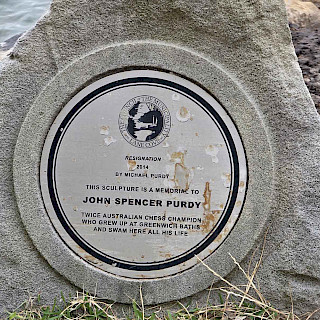 RESIGNATION
2014
BY MICHAEL PURDY
THIS SCULPTURE IS A MEMORIAL TO
JOHN SPENCER PURDY
TWICE AUSTRALIAN CHESS CHAMPION
WHO GREW UP AT GREENWICH BATHS
AND SWAM HERE ALL HIS LIFE